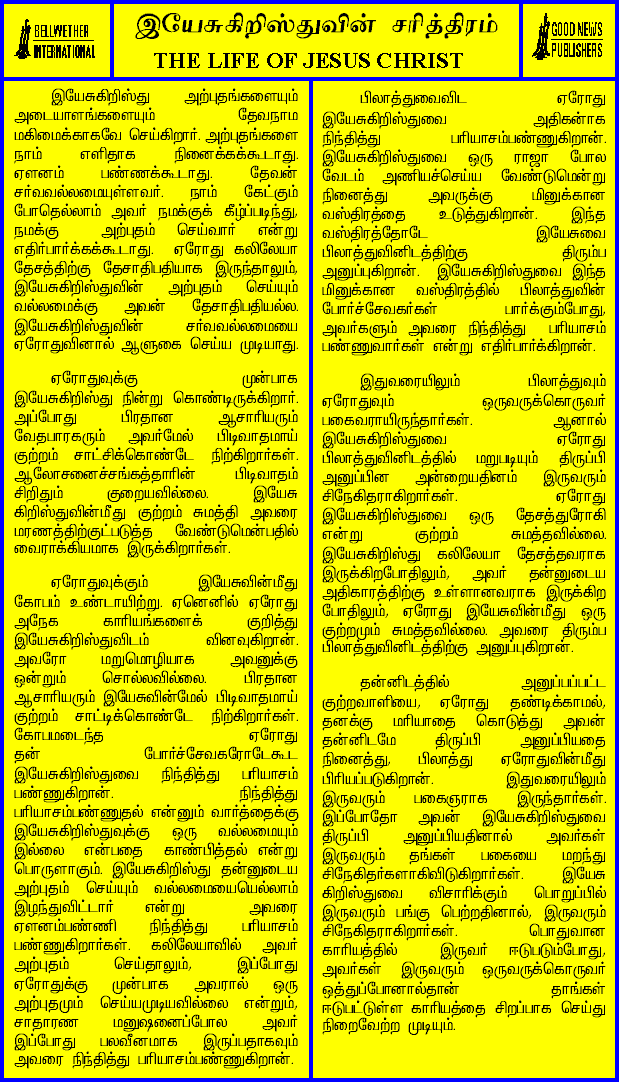 BELLWETHER
INTERNATIONAL
இயேசுகிறிஸ்துவின் சரித்திரம்
THE LIFE OF JESUS CHRIST
GOOD NEWS
PUBLISHERS
இயேசுகிறிஸ்து அற்புதங்களையும்
அடையாளங்களையும் தேவநாம
மகிமைக்காகவே செய்கிறார். அற்புதங்களை
நாம் எளிதாக நினைக்கக்கூடாது.
ஏளனம் பண்ணக்கூடாது. தேவன்
சர்வவல்லமையுள்ளவர். நாம் கேட்கும்
போதெல்லாம் அவர் நமக்குக் கீழ்ப்படிந்து,
நமக்கு அற்புதம் செய்வார் என்று
எதிர்பார்க்கக்கூடாது. ஏரோது கலிலேயா
தேசத்திற்கு தேசாதிபதியாக இருந்தாலும்,
இயேசுகிறிஸ்துவின் அற்புதம் செய்யும்
வல்லமைக்கு அவன் தேசாதிபதியல்ல.
இயேசுகிறிஸ்துவின் சர்வவல்லமையை
ஏரோதுவினால் ஆளுகை செய்ய முடியாது.
ஏரோதுவுக்கு முன்பாக
இயேசுகிறிஸ்து நின்று கொண்டிருக்கிறார்.
அப்போது பிரதான ஆசாரியரும்
வேதபாரகரும் அவர்மேல் பிடிவாதமாய்
குற்றம் சாட்சிக்கொண்டே நிற்கிறார்கள்.
ஆலோசனைச்சங்கத்தாரின் பிடிவாதம்
சிறிதும் குறையவில்லை. இயேசு
கிறிஸ்துவின்மீது குற்றம் சுமத்தி அவரை
மரணத்திற்குட்படுத்த வேண்டுமென்பதில்
வைராக்கியமாக இருக்கிறார்கள்.
ஏரோதுவுக்கும் இயேசுவின்மீது
கோபம் உண்டாயிற்று. ஏனெனில் ஏரோது
அநேக காரியங்களைக் குறித்து
இயேசுகிறிஸ்துவிடம் வினவுகிறான்.
அவரோ மறுமொழியாக அவனுக்கு
ஒன்றும் சொல்லவில்லை. பிரதான
ஆசாரியரும் இயேசுவின்மேல் பிடிவாதமாய்
குற்றம் சாட்டிக்கொண்டே நிற்கிறார்கள்.
கோபமடைந்த ஏரோது
தன் போர்ச்சேவகரோடேகூட
இயேசுகிறிஸ்துவை நிந்தித்து பரியாசம்
பண்ணுகிறான். நிந்தித்து
பரியாசம்பண்ணுதல் என்னும் வார்த்தைக்கு
இயேசுகிறிஸ்துவுக்கு ஒரு வல்லமையும்
இல்லை என்பதை காண்பித்தல் என்று
பொருளாகும். இயேசுகிறிஸ்து தன்னுடைய
அற்புதம் செய்யும் வல்லமையையெல்லாம்
இழந்துவிட்டார் என்று அவரை
ஏளனம்பண்ணி நிந்தித்து பரியாசம்
பண்ணுகிறார்கள். கலிலேயாவில் அவர்
அற்புதம் செய்தாலும், இப்போது
ஏரோதுக்கு முன்பாக அவரால் ஒரு
அற்புதமும் செய்யமுடியவில்லை என்றும்,
சாதாரண மனுஷனைப்போல அவர்
இப்போது பலவீனமாக இருப்பதாகவும்
அவரை நிந்தித்து பரியாசம்பண்ணுகிறான்.
பிலாத்துவைவிட ஏரோது
இயேசுகிறிஸ்துவை அதிகளாக
நிந்தித்து பரியாசம்பண்ணுகிறான்.
இயேசுகிறிஸ்துவை ஒரு ராஜா போல
வேடம் அணியச்செய்ய வேண்டுமென்று
நினைத்து அவருக்கு மினுக்கான
வஸ்திரத்தை உடுத்துகிறான். இந்த
வஸ்திரத்தோடே இயேசுவை
பிலாத்துவினிடத்திற்கு திரும்ப
அனுப்புகிறான். இயேசுகிறிஸ்துவை இந்த
மினுக்கான வஸ்திரத்தில் பிலாத்துவின்
போர்ச்சேவகர்கள் பார்க்கும்போது,
அவர்களும் அவரை நிந்தித்து பரியாசம்
பண்ணுவார்கள் என்று எதிர்பார்க்கிறான்.
இதுவரையிலும் பிலாத்துவும்
ஏரோதுவும் ஒருவருக்கொருவர்
பகைவராயிருந்தார்கள். ஆனால்
இயேசுகிறிஸ்துவை ஏரோது
பிலாத்துவினிடத்தில் மறுபடியும் திருப்பி
அனுப்பின அன்றையதினம் இருவரும்
சிநேகிதராகிறார்கள். ஏரோது
இயேசுகிறிஸ்துவை ஒரு தேசத்துரோகி
என்று குற்றம் சுமத்தவில்லை.
இயேசுகிறிஸ்து கலிலேயா தேசத்தவராக
இருக்கிறபோதிலும், அவர் தன்னுடைய
அதிகாரத்திற்கு உள்ளானவராக இருக்கிற
போதிலும், ஏரோது இயேசுவின்மீது ஒரு
குற்றமும் சுமத்தவில்லை. அவரை திரும்ப
பிலாத்துவினிடத்திற்கு அனுப்புகிறான்.
தன்னிடத்தில் அனுப்பப்பட்ட
குற்றவாளியை, ஏரோது தண்டிக்காமல்,
தனக்கு மரியாதை கொடுத்து அவன்
தன்னிடமே திருப்பி அனுப்பியதை
நினைத்து, பிலாத்து ஏரோதுவின்மீது
பிரியப்படுகிறான். இதுவரையிலும்
இருவரும் பகைஞராக இருந்தார்கள்.
இப்போதோ அவன் இயேசுகிறிஸ்துவை
திருப்பி அனுப்பியதினால் அவர்கள்
இருவரும் தங்கள் பகையை மறந்து
சிநேகிதர்களாகிவிடுகிறார்கள். இயேசு
கிறிஸ்துவை விசாரிக்கும் பொறுப்பில்
இருவரும் பங்கு பெற்றதினால், இருவரும்
சிநேகிதராகிறார்கள். பொதுவான
காரியத்தில் இருவர் ஈடுபடும்போது,
அவர்கள் இருவரும் ஒருவருக்கொருவர்
ஒத்துப்போனால்தான் தாங்கள்
ஈடுபட்டுள்ள காரியத்தை சிறப்பாக செய்து
நிறைவேற்ற முடியும்.